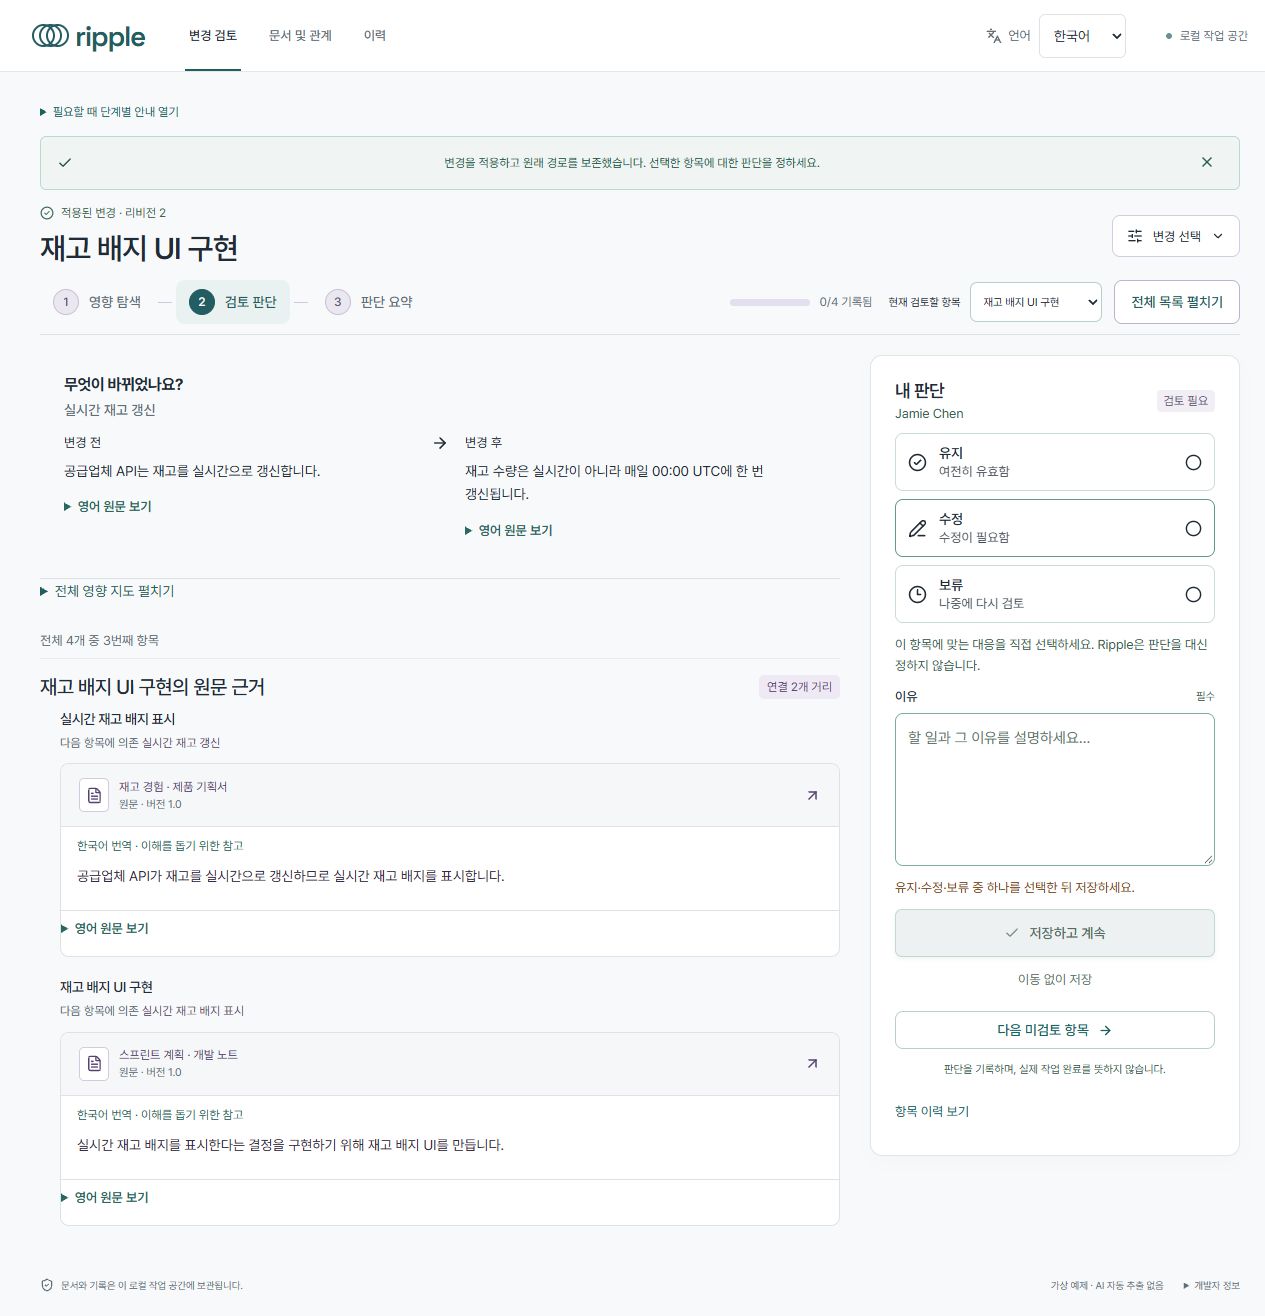 ripple
변경 검토
문서 및 관계
이력
언어
한국어
로컬 작업 공간
필요할 때 단계별 안내 열기
변경을 적용하고 원래 경로를 보존했습니다. 선택한 항목에 대한 판단을 정하세요.
적용된 변경 · 리비전 2
재고 배지 UI 구현
변경 선택
1 영향 탐색
2 검토 판단
3 판단 요약
0/4 기록됨
현재 검토할 항목
재고 배지 UI 구현
전체 목록 펼치기
무엇이 바뀌었나요?
실시간 재고 갱신
변경 전
공급업체 API는 재고를 실시간으로 갱신합니다.
영어 원문 보기
변경 후
재고 수량은 실시간이 아니라 매일 00:00 UTC에 한 번
갱신됩니다.
영어 원문 보기
전체 영향 지도 펼치기
전체 4개 중 3번째 항목
재고 배지 UI 구현의 원문 근거
연결 2개 거리
실시간 재고 배지 표시
다음 항목에 의존 실시간 재고 갱신
재고 경험 · 제품 기획서
원문 · 버전 1.0
한국어 번역 · 이해를 돕기 위한 참고
공급업체 API가 재고를 실시간으로 갱신하므로 실시간 재고 배지를 표시합니다.
영어 원문 보기
재고 배지 UI 구현
다음 항목에 의존 실시간 재고 배지 표시
스프린트 계획 · 개발 노트
원문 · 버전 1.0
한국어 번역 · 이해를 돕기 위한 참고
실시간 재고 배지를 표시한다는 결정을 구현하기 위해 재고 배지 UI를 만듭니다.
영어 원문 보기
내 판단
Jamie Chen
검토 필요
유지
여전히 유효함
수정
수정이 필요함
보류
나중에 다시 검토
이 항목에 맞는 대응을 직접 선택하세요. Ripple은 판단을 대신
정하지 않습니다.
이유
필수
할 일과 그 이유를 설명하세요...
유지·수정·보류 중 하나를 선택한 뒤 저장하세요.
저장하고 계속
이동 없이 저장
다음 미검토 항목
판단을 기록하며, 실제 작업 완료를 뜻하지 않습니다.
항목 이력 보기
문서와 기록은 이 로컬 작업 공간에 보관됩니다.
가상 예제 · AI 자동 추출 없음
개발자 정보